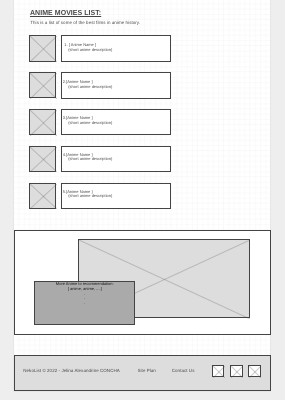 ANIME MOVIES LIST:
This is a list of some of the best films in anime history.
1. [ Anime Name ]
(short anime description)
2.[Anime Name ]
(short anime description)
3.[Anime Name ]
(short anime description)
4.[Anime Name ]
(short anime description)
5.[Anime Name ]
(short anime description)
More Anime to recommendation:
[ anime, anime, ... ]
NekoList © 2022 - Jelina Alexandrine CONCHA
Site Plan
Contact Us